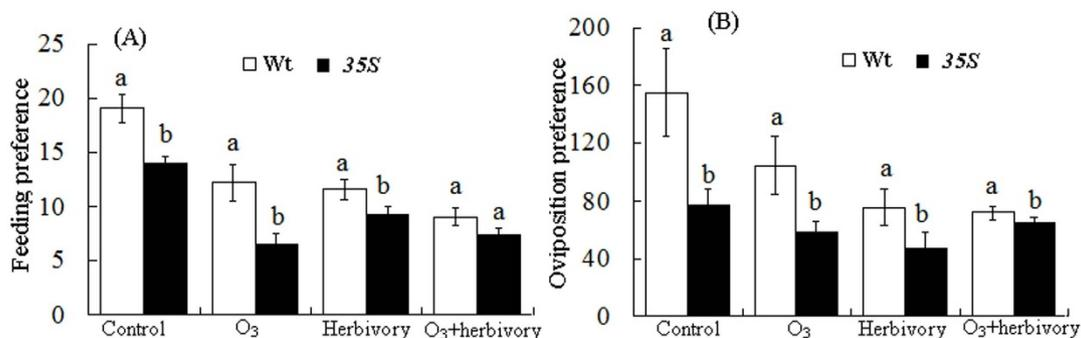 (A)
Feeding preference
25
20
15
10
5
0
Wt 35S
a b a b a b a a
Control O₃ Herbivory O₃+herbivory
(B)
Oviposition preference
200
160
120
80
40
0
Wt 35S
a b a b a b a b
Control O₃ Herbivory O₃+herbivory